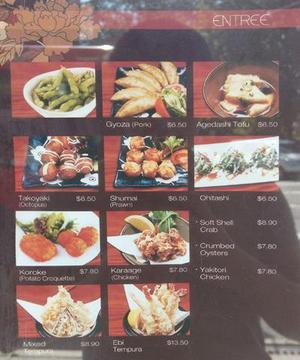 ENTREÉ
Gyoza (Pork) $6.50
Agedashi Tofu $6.50
Takoyaki $6.50
(Octopus)
Shumai $6.50
(Prawn)
Ohitashi $6.50
Koroke $7.80
(Potato Croquette)
Karaage $7.80
(Chicken)
- Soft Shell $8.90
Crab
- Crumbed $7.80
Oysters
- Yakitori $7.80
Chicken
Mixed $8.90
Tempura
Ebi $13.50
Tempura